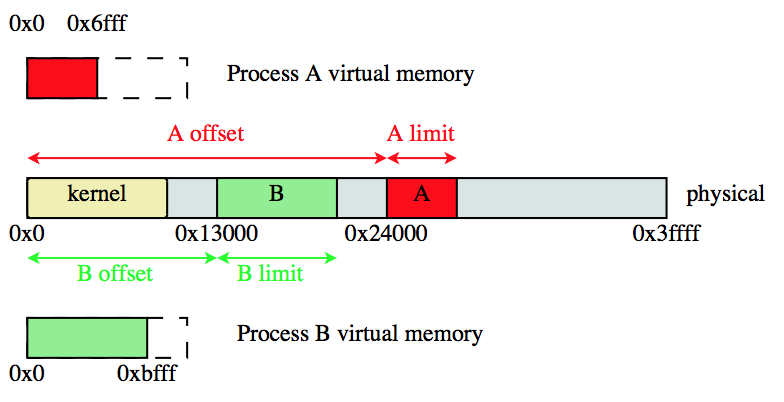 0x0 0x6fff
Process A virtual memory
A offset A limit
kernel B A physical
0x0 0x13000 0x24000 0x3ffff
B offset B limit
Process B virtual memory
0x0 0xbfff